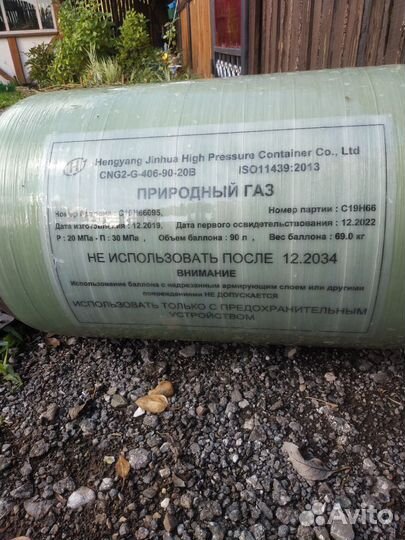 Hengyang Jinhua High Pressure Container Co., Ltd
CNG2-G-406-90-20B ISO11439:2013
ПРИРОДНЫЙ ГАЗ
Номер баллона: C19H66095, Номер партии : C19H66
Дата изготовления : 12.2019, Дата первого освидетельствования : 12.2022
Р : 20 МПа - П : 30 МПа , Объем баллона : 90 л , Вес баллона : 69.0 кг
НЕ ИСПОЛЬЗОВАТЬ ПОСЛЕ 12.2034
ВНИМАНИЕ
Использование баллона с надрезанным армирующим слоем или другими
повреждениями НЕ ДОПУСКАЕТСЯ
ИСПОЛЬЗОВАТЬ ТОЛЬКО С ПРЕДОХРАНИТЕЛЬНЫМ
УСТРОЙСТВОМ
Avito